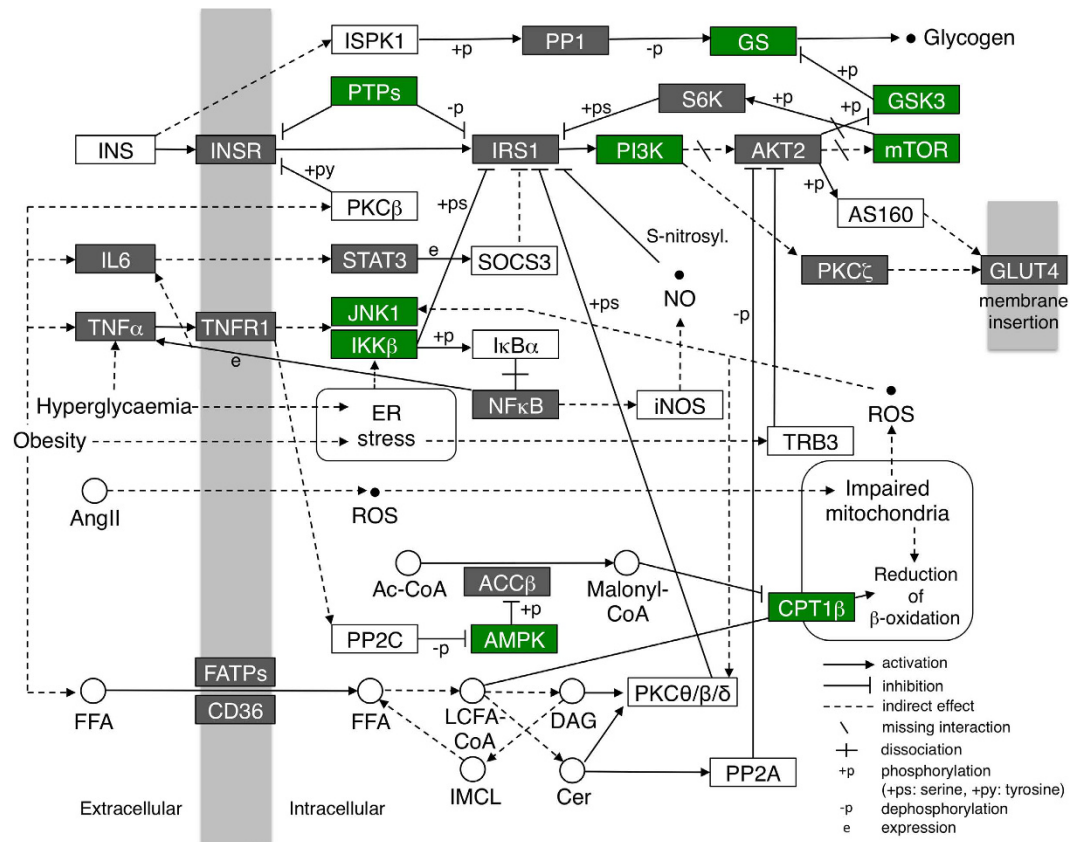 ISPK1
+p
PP1
-p
GS
Glycogen
PTPs
-p
+ps
S6K
+p
+p
+p
GSK3
INS
INSR
IRS1
PI3K
AKT2
mTOR
+py
PKCβ
+ps
+p
AS160
S-nitrosyl.
IL6
STAT3
e
SOCS3
NO
PKCζ
GLUT4
membrane
insertion
+ps
-p
TNFα
TNFR1
JNK1
IKKβ
+p
IκBα
e
NFκB
iNOS
ROS
Hyperglycaemia
ER
stress
Obesity
TRB3
AngII
ROS
Impaired
mitochondria
Ac-CoA
ACCβ
Malonyl-
CoA
Reduction
of
β-oxidation
CPT1β
+p
PP2C
-p
AMPK
FATPs
CD36
FFA
FFA
LCFA-
CoA
DAG
PKCθ/β/δ
IMCL
Cer
PP2A
Extracellular
Intracellular
activation
inhibition
indirect effect
missing interaction
dissociation
+p phosphorylation
(+ps: serine, +py: tyrosine)
-p dephosphorylation
e expression